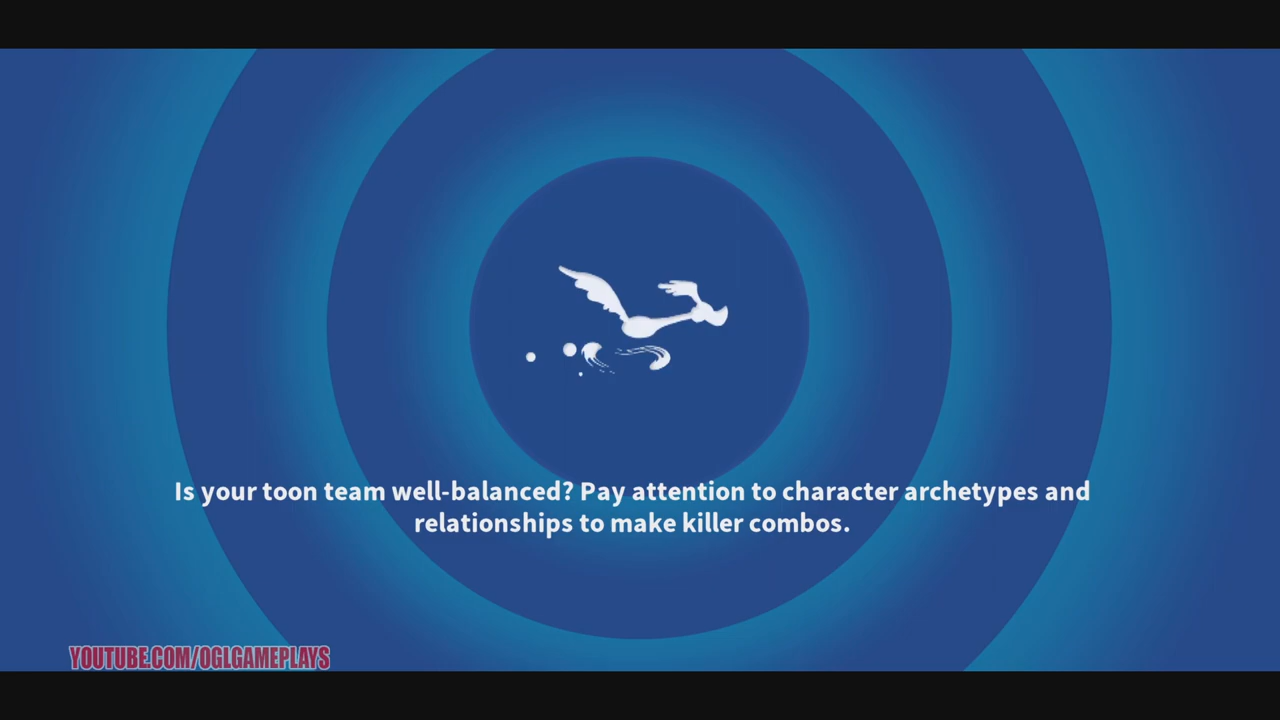 Is your toon team well-balanced? Pay attention to character archetypes and
relationships to make killer combos.
YOUTUBE.COM/OGLGAMEPLAYS